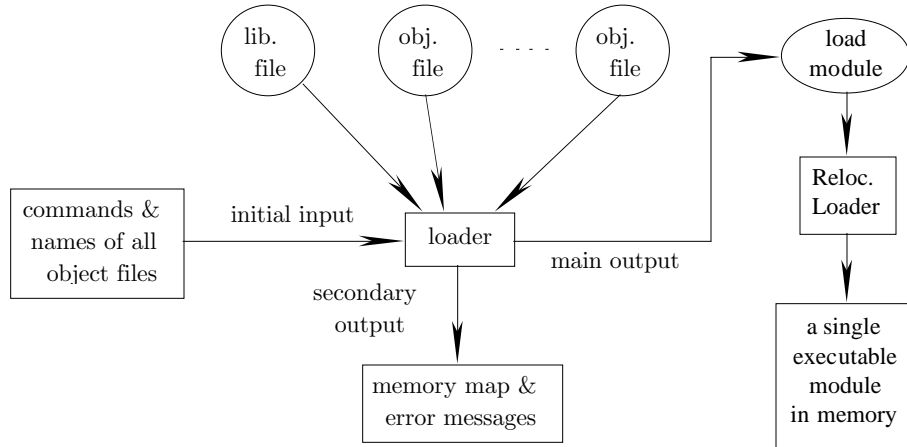 lib.
file
obj.
file
obj.
file
load
module
commands &
names of all
object files
initial input
loader
main output
Reloc.
Loader
secondary
output
memory map &
error messages
a single
executable
module
in memory